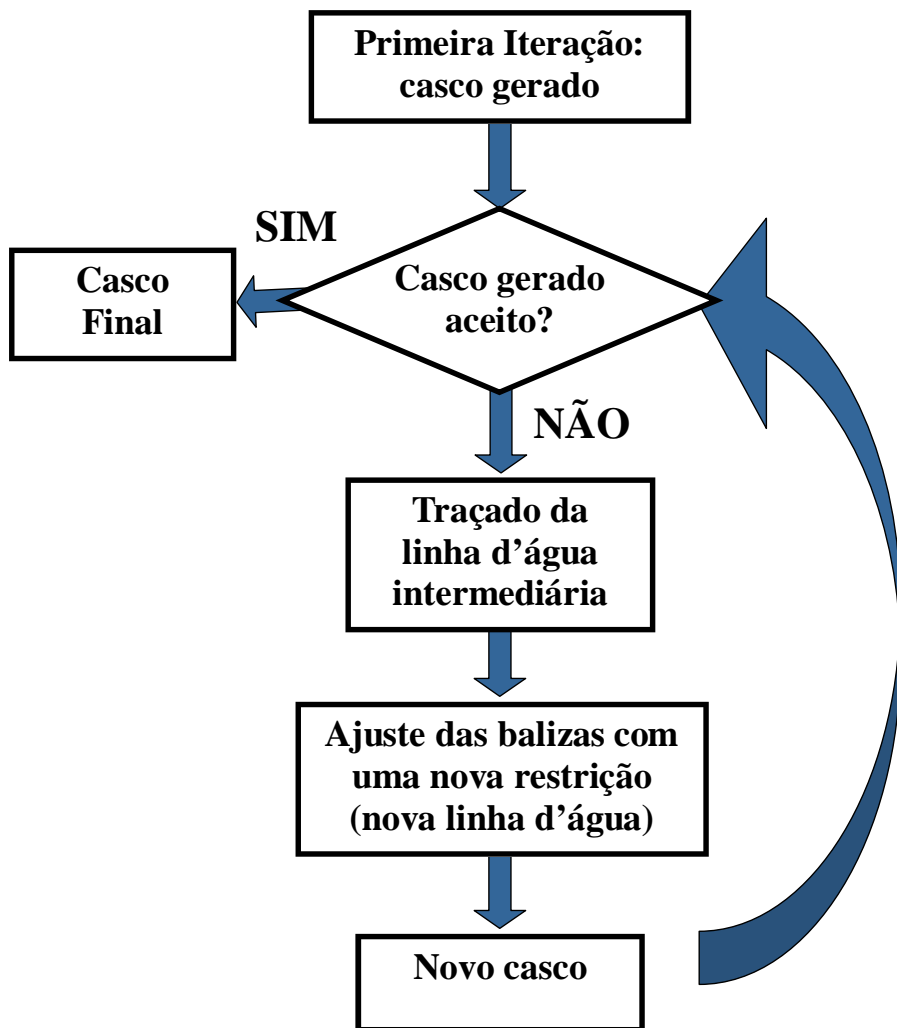 Primeira Iteração:
casco gerado
SIM
Casco
Final
Casco gerado
aceito?
NÃO
Traçado da
linha d’água
intermediária
Ajuste das balizas com
uma nova restrição
(nova linha d’água)
Novo casco